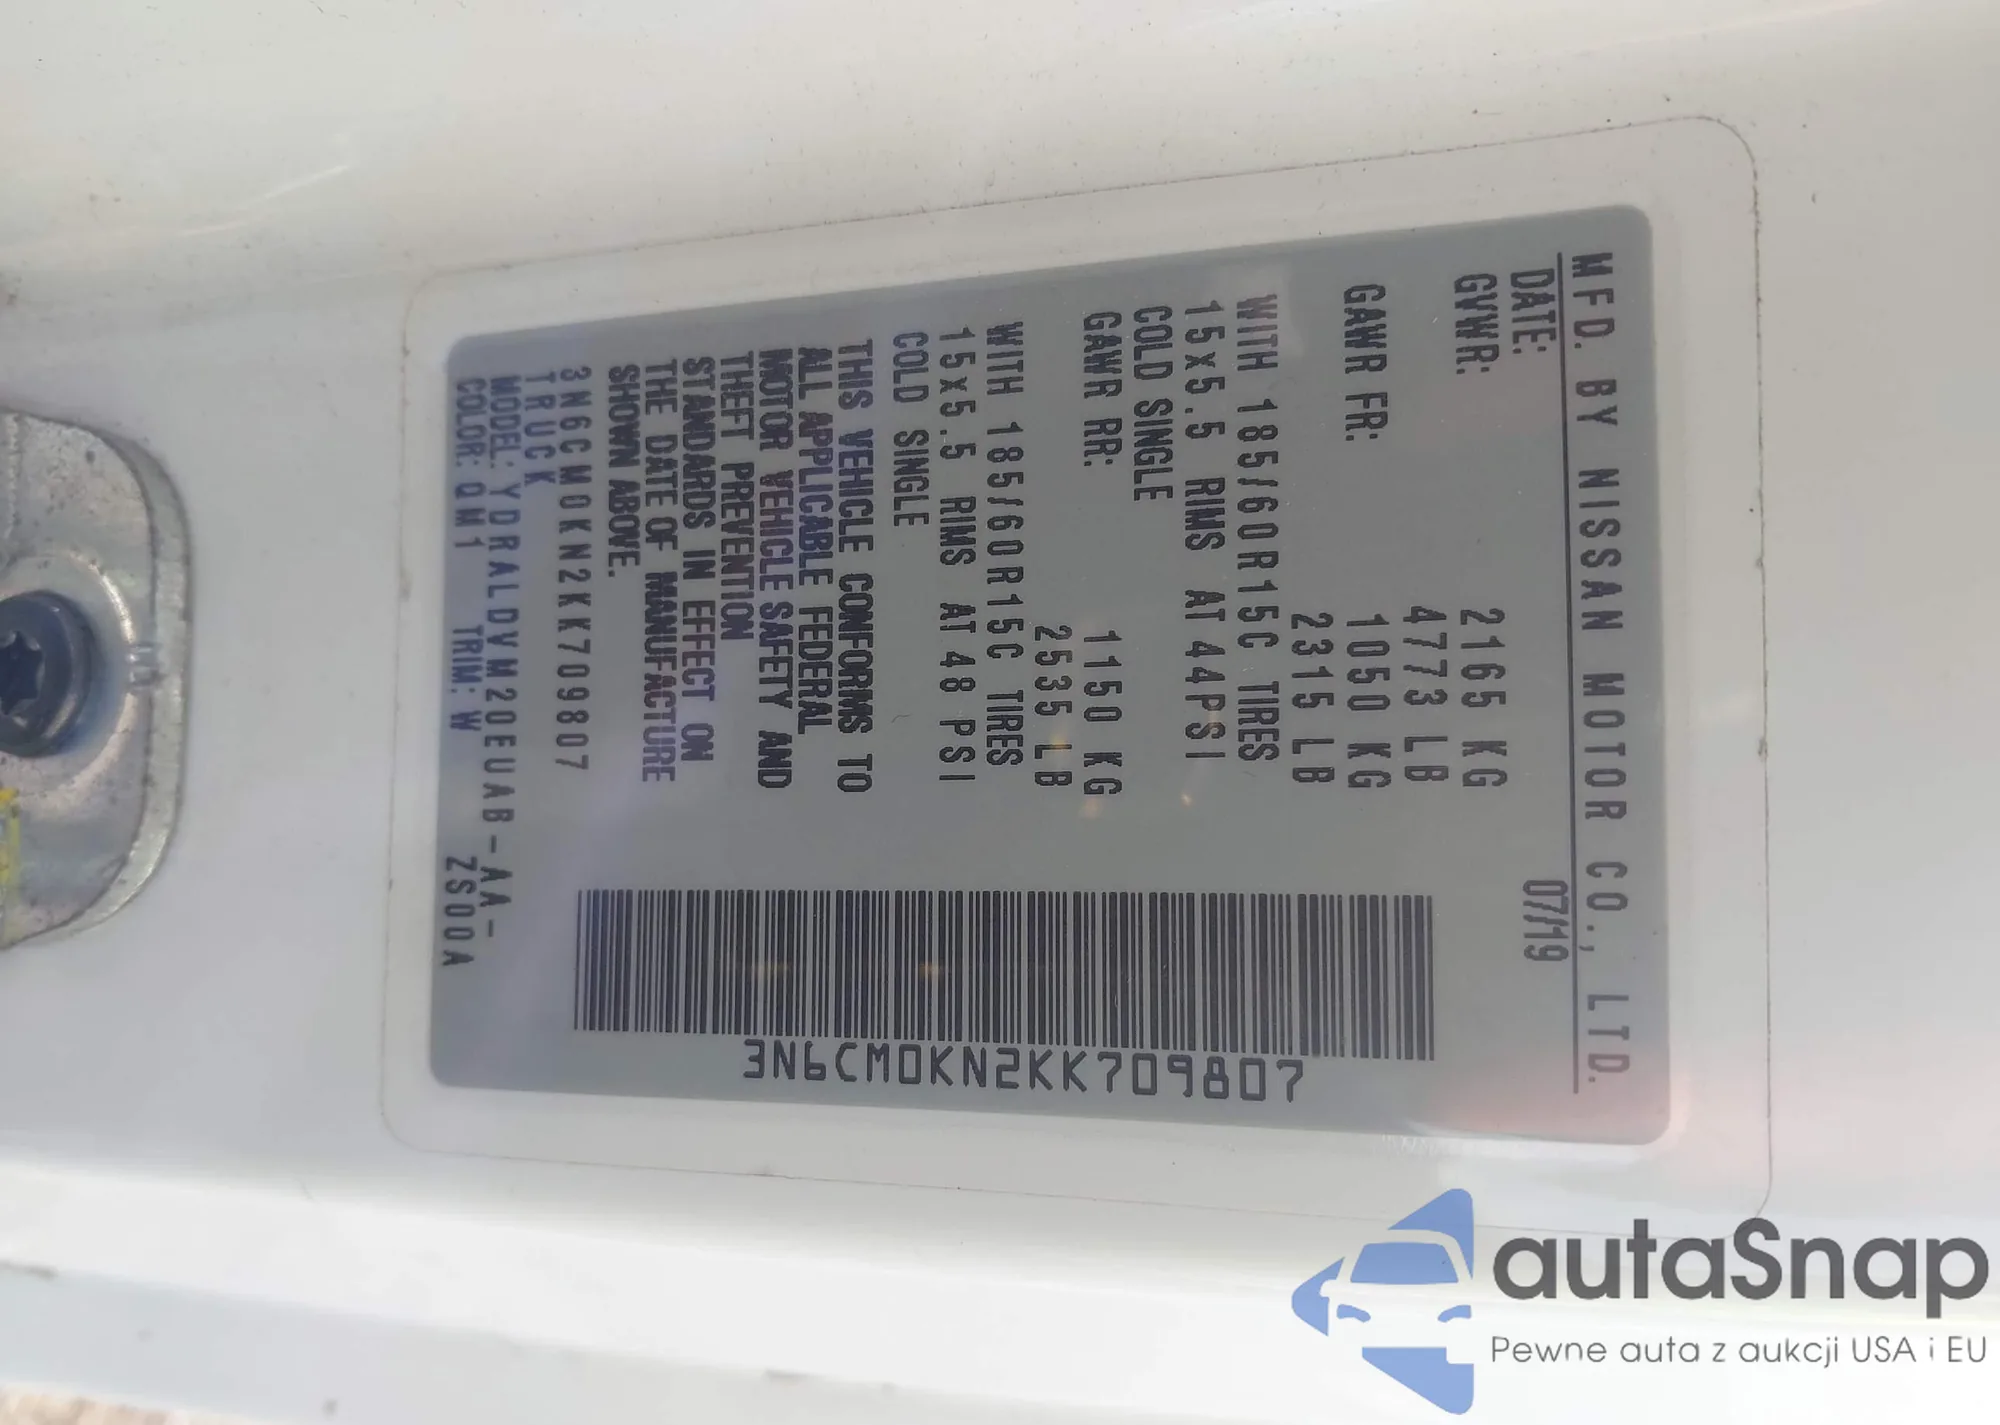 MFD. BY NISSAN MOTOR CO., LTD.
DATE: 07/19
GVWR: 2165 KG
4773 LB
GAWR FR: 1050 KG
2315 LB
WITH 185/60R15C TIRES
15x5.5 RIMS AT 44PSI
COLD SINGLE
GAWR RR: 1150 KG
2535 LB
WITH 185/60R15C TIRES
15x5.5 RIMS AT 48 PSI
COLD SINGLE
THIS VEHICLE CONFORMS TO
ALL APPLICABLE FEDERAL
MOTOR VEHICLE SAFETY AND
THEFT PREVENTION
STANDARDS IN EFFECT ON
THE DATE OF MANUFACTURE
SHOWN ABOVE.
3N6CM0KN2KK709807
TRUCK
MODEL: YDRALDVM20EUAB-AA-
COLOR: QM1 TRIM: W ZS00A
3N6CM0KN2KK709807
autaSnap
Pewne auta z aukcji USA i EU